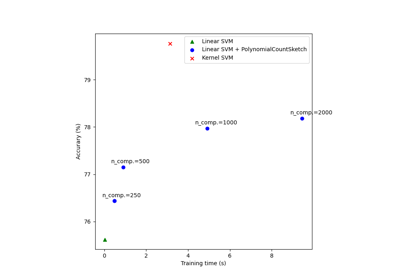 Linear SVM
Linear SVM + PolynomialCountSketch
Kernel SVM
79
n_comp.=2000
78
n_comp.=1000
n_comp.=500
77
n_comp.=250
76
Accurary (%)
0 2 4 6 8
Training time (s)